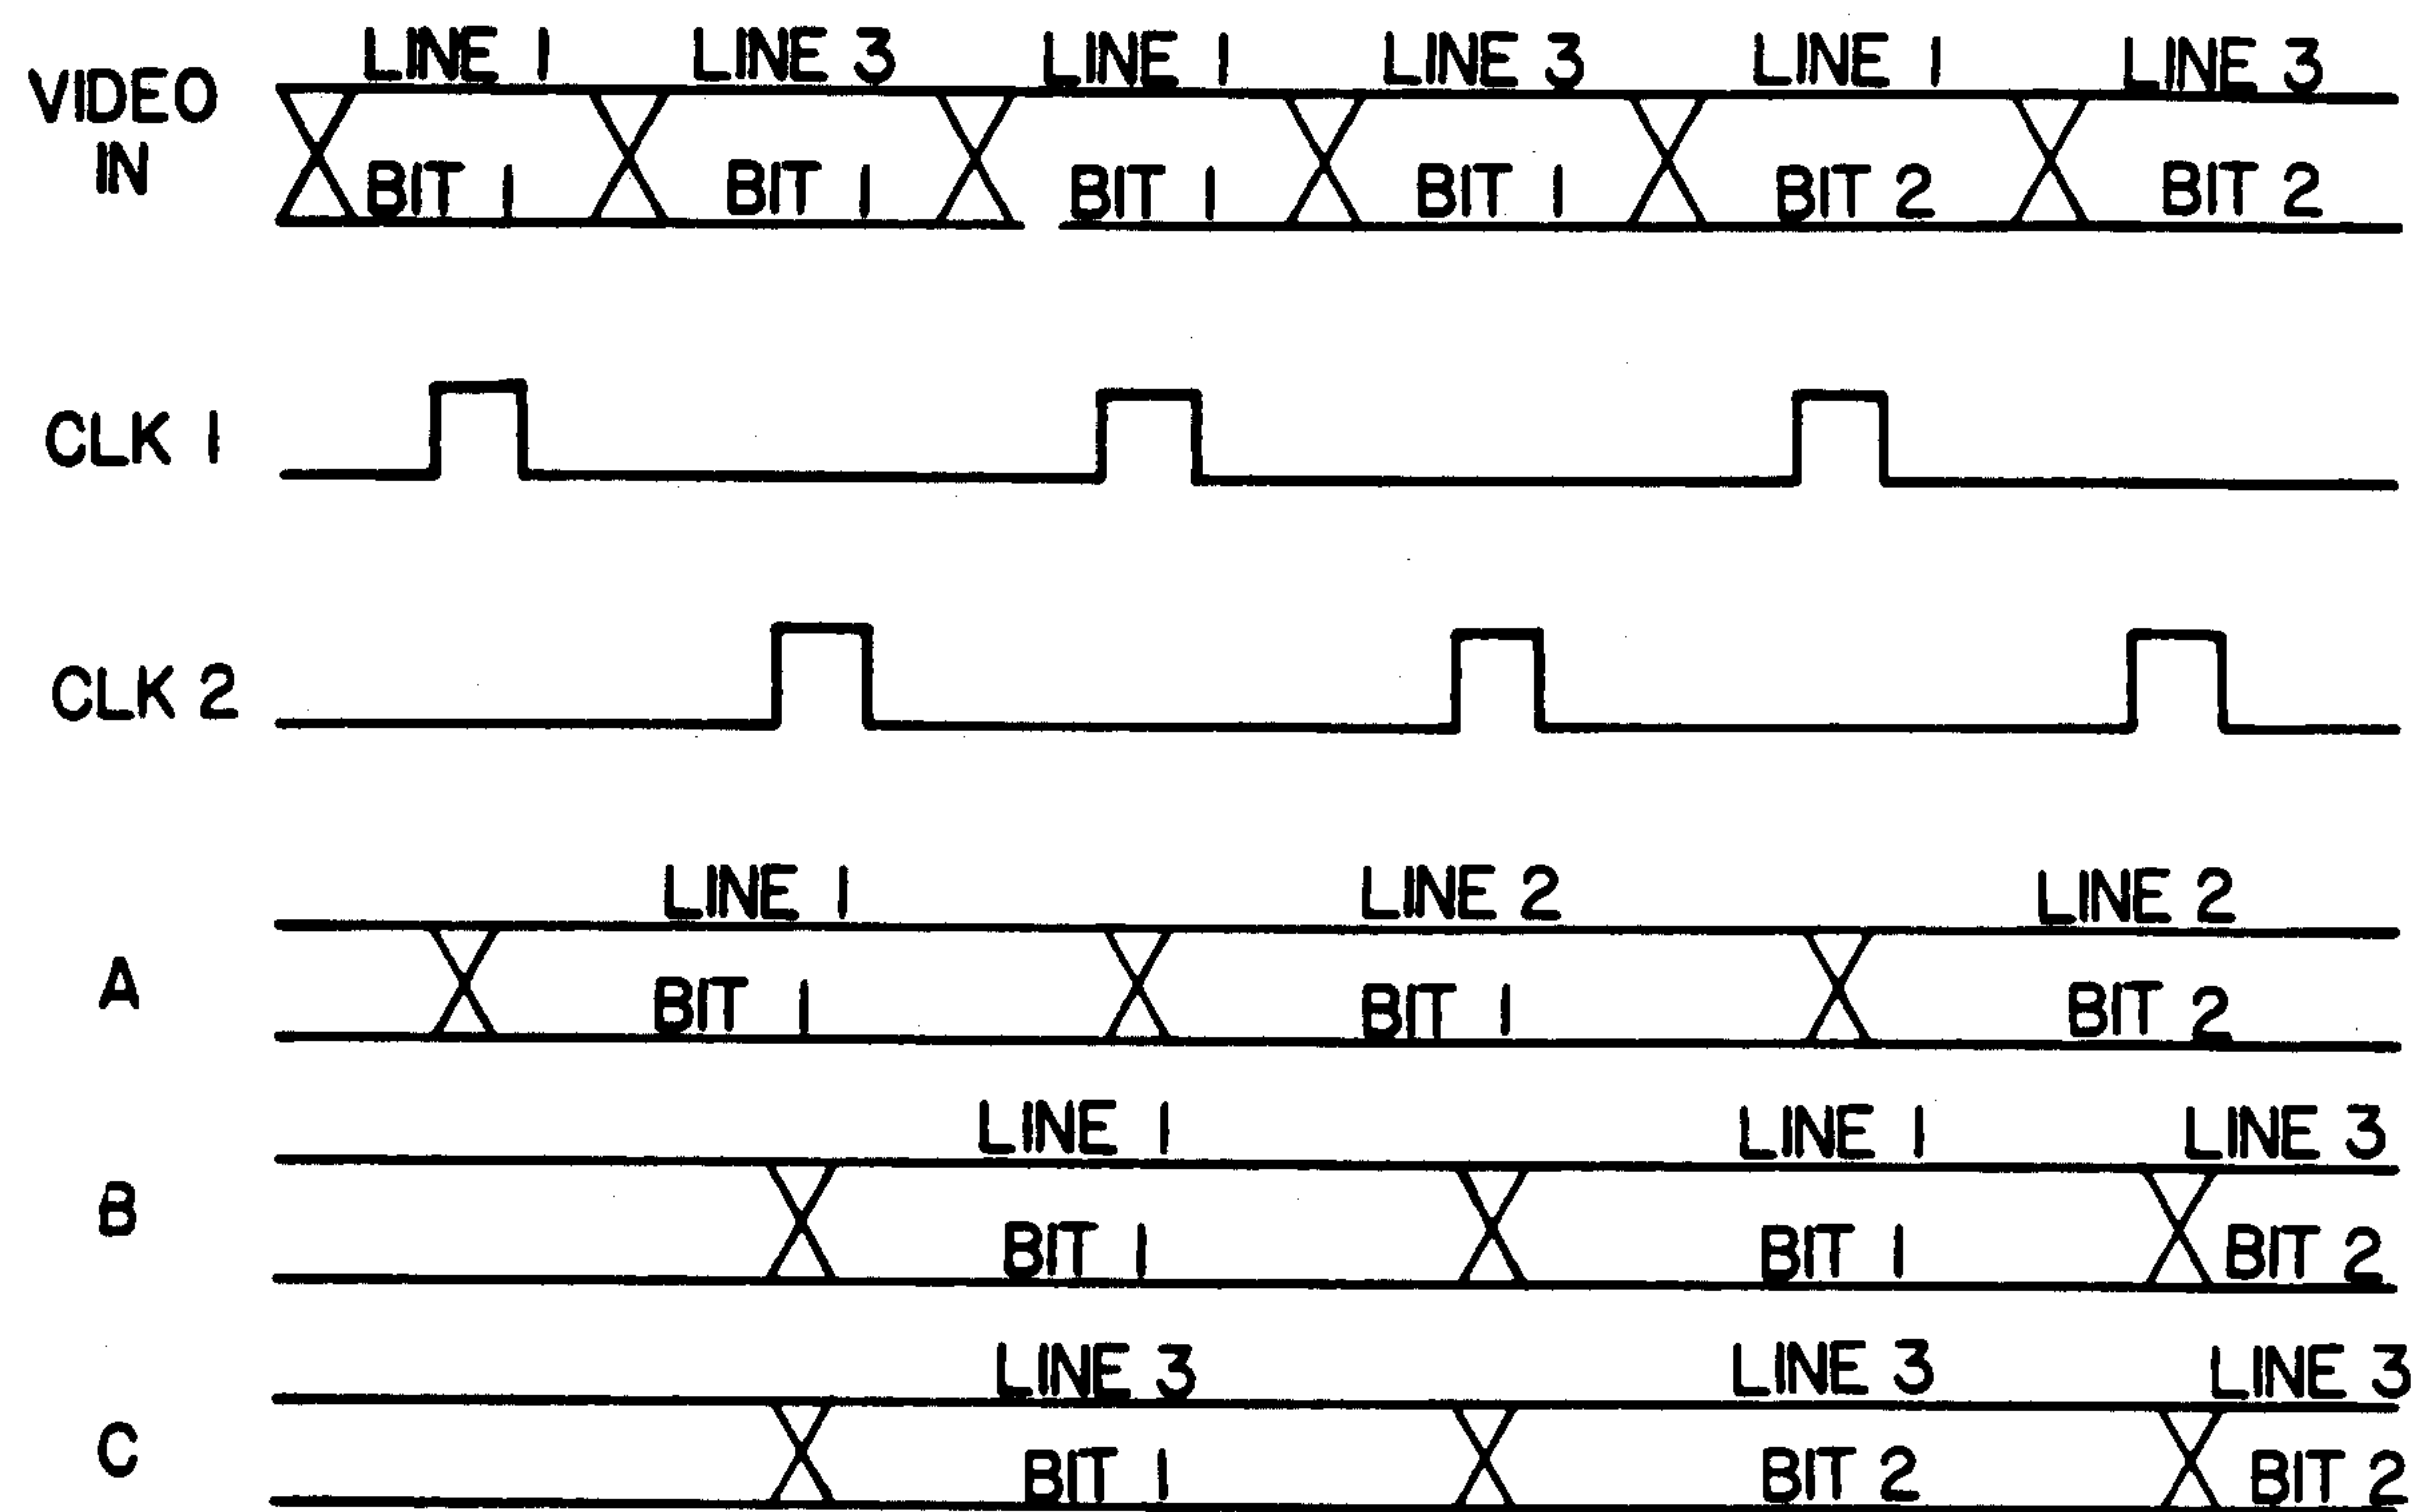 LINE 1 LINE 3 LINE 1 LINE 3 LINE 1 LINE 3
VIDEO IN
BIT 1 BIT 1 BIT 1 BIT 1 BIT 2 BIT 2
CLK 1
CLK 2
LINE 1 LINE 2 LINE 2
A
BIT 1 BIT 1 BIT 2
LINE 1 LINE 1 LINE 3
B
BIT 1 BIT 1 BIT 2
LINE 3 LINE 3 LINE 3
C
BIT 1 BIT 2 BIT 2